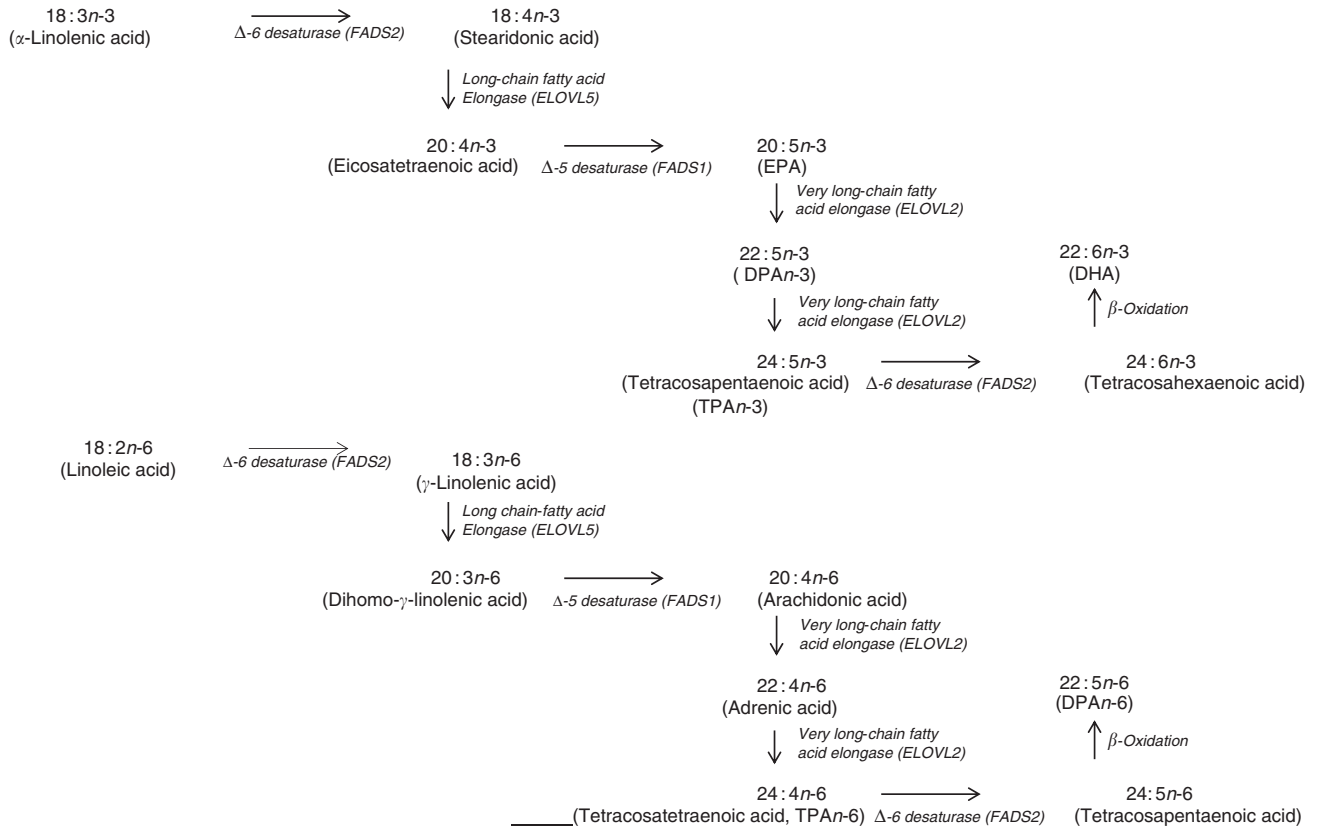 18:3n-3 18:4n-3
(α-Linolenic acid) Δ-6 desaturase (FADS2) (Stearidonic acid)
Long-chain fatty acid
Elongase (ELOVL5)
20:4n-3 20:5n-3
(Eicosatetraenoic acid) Δ-5 desaturase (FADS1) (EPA)
Very long-chain fatty
acid elongase (ELOVL2)
22:5n-3 22:6n-3
( DPAn-3) (DHA)
Very long-chain fatty
acid elongase (ELOVL2) β-Oxidation
24:5n-3 24:6n-3
(Tetracosapentaenoic acid) Δ-6 desaturase (FADS2) (Tetracosahexaenoic acid)
(TPAn-3)
18:2n-6 18:3n-6
(Linoleic acid) Δ-6 desaturase (FADS2) (γ-Linolenic acid)
Long chain-fatty acid
Elongase (ELOVL5)
20:3n-6 20:4n-6
(Dihomo-γ-linolenic acid) Δ-5 desaturase (FADS1) (Arachidonic acid)
Very long-chain fatty
acid elongase (ELOVL2)
22:4n-6 22:5n-6
(Adrenic acid) (DPAn-6)
Very long-chain fatty
acid elongase (ELOVL2) β-Oxidation
24:4n-6 24:5n-6
(Tetracosatetraenoic acid, TPAn-6) Δ-6 desaturase (FADS2) (Tetracosapentaenoic acid)